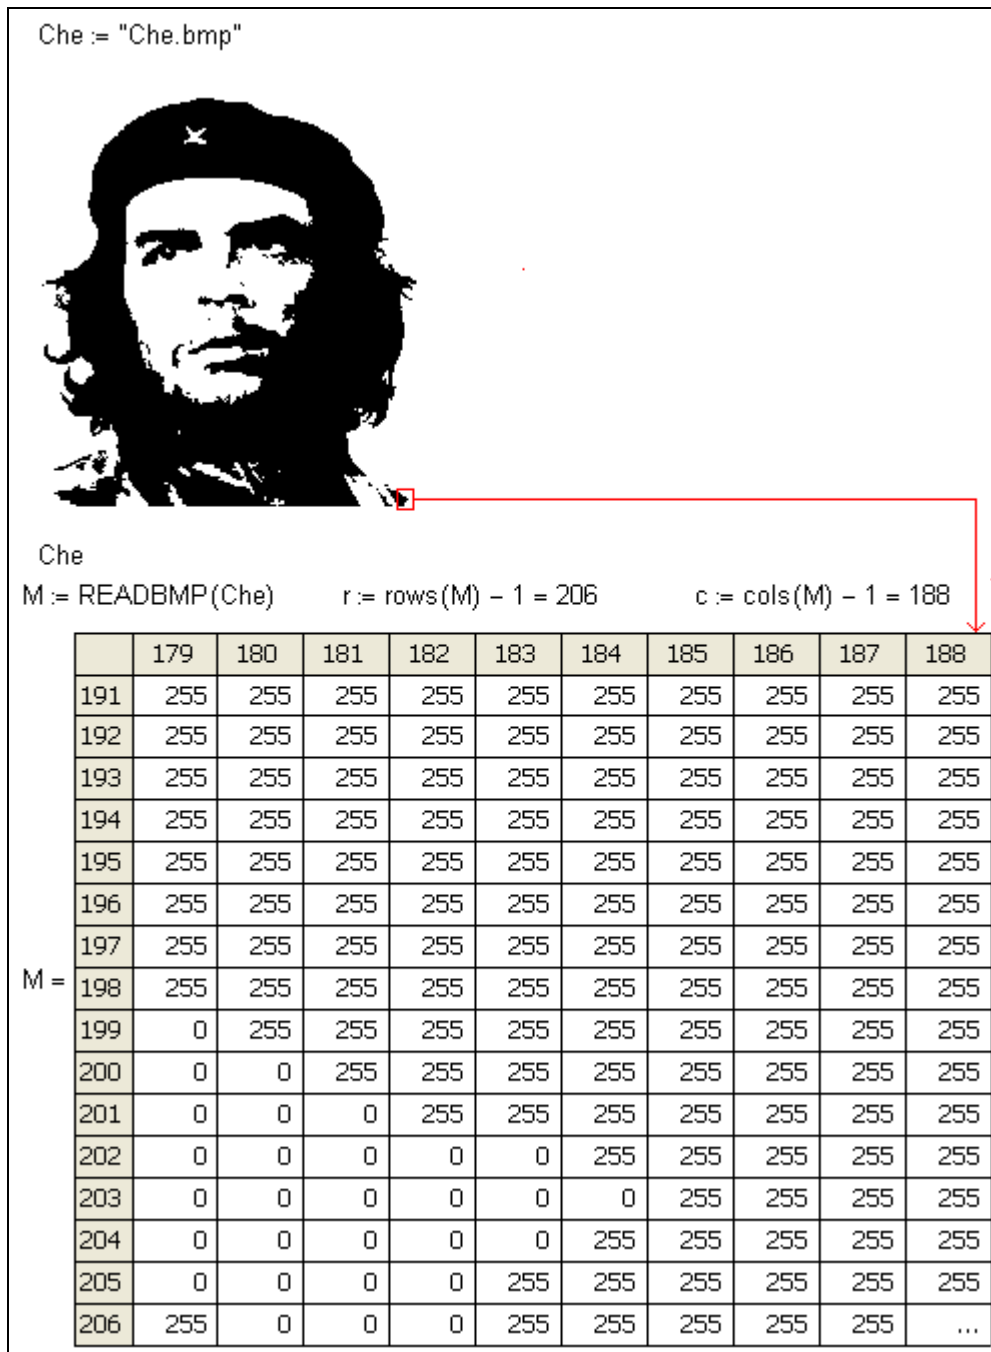 Che := "Che.bmp"
Che
M := READBMP(Che) r := rows(M) − 1 = 206 c := cols(M) − 1 = 188
179 180 181 182 183 184 185 186 187 188
191 255 255 255 255 255 255 255 255 255 255
192 255 255 255 255 255 255 255 255 255 255
193 255 255 255 255 255 255 255 255 255 255
194 255 255 255 255 255 255 255 255 255 255
195 255 255 255 255 255 255 255 255 255 255
196 255 255 255 255 255 255 255 255 255 255
197 255 255 255 255 255 255 255 255 255 255
M = 198 255 255 255 255 255 255 255 255 255 255
199 0 255 255 255 255 255 255 255 255 255
200 0 0 255 255 255 255 255 255 255 255
201 0 0 0 255 255 255 255 255 255 255
202 0 0 0 0 0 255 255 255 255 255
203 0 0 0 0 0 0 255 255 255 255
204 0 0 0 0 0 255 255 255 255 255
205 0 0 0 0 255 255 255 255 255 255
206 255 0 0 0 255 255 255 255 255 ...